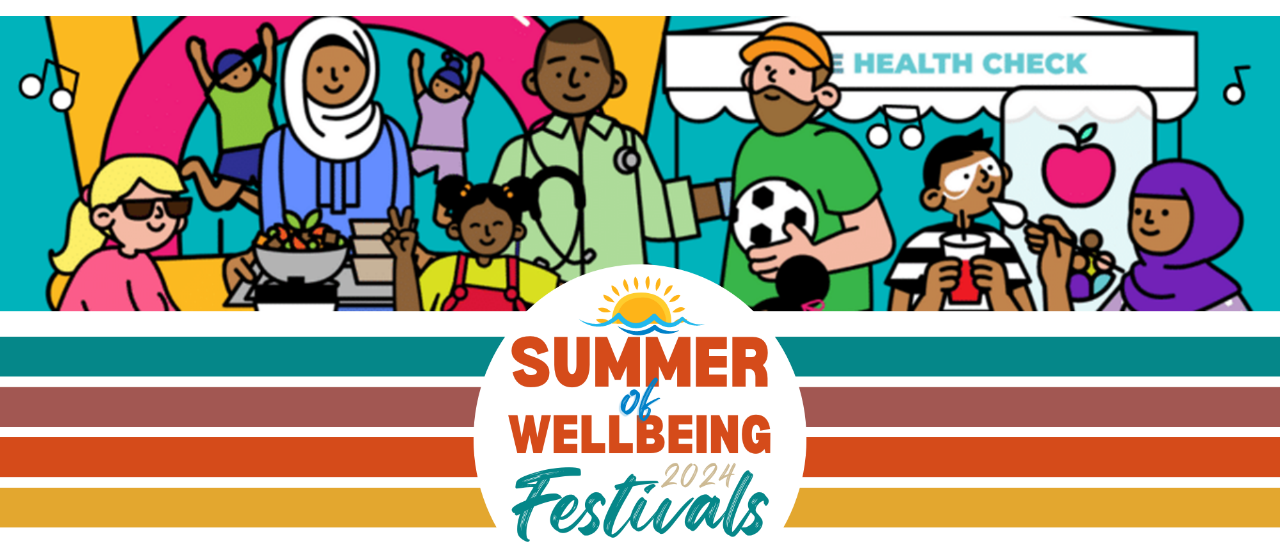 HEALTH CHECK
SUMMER
of
WELLBEING
2024
Festivals